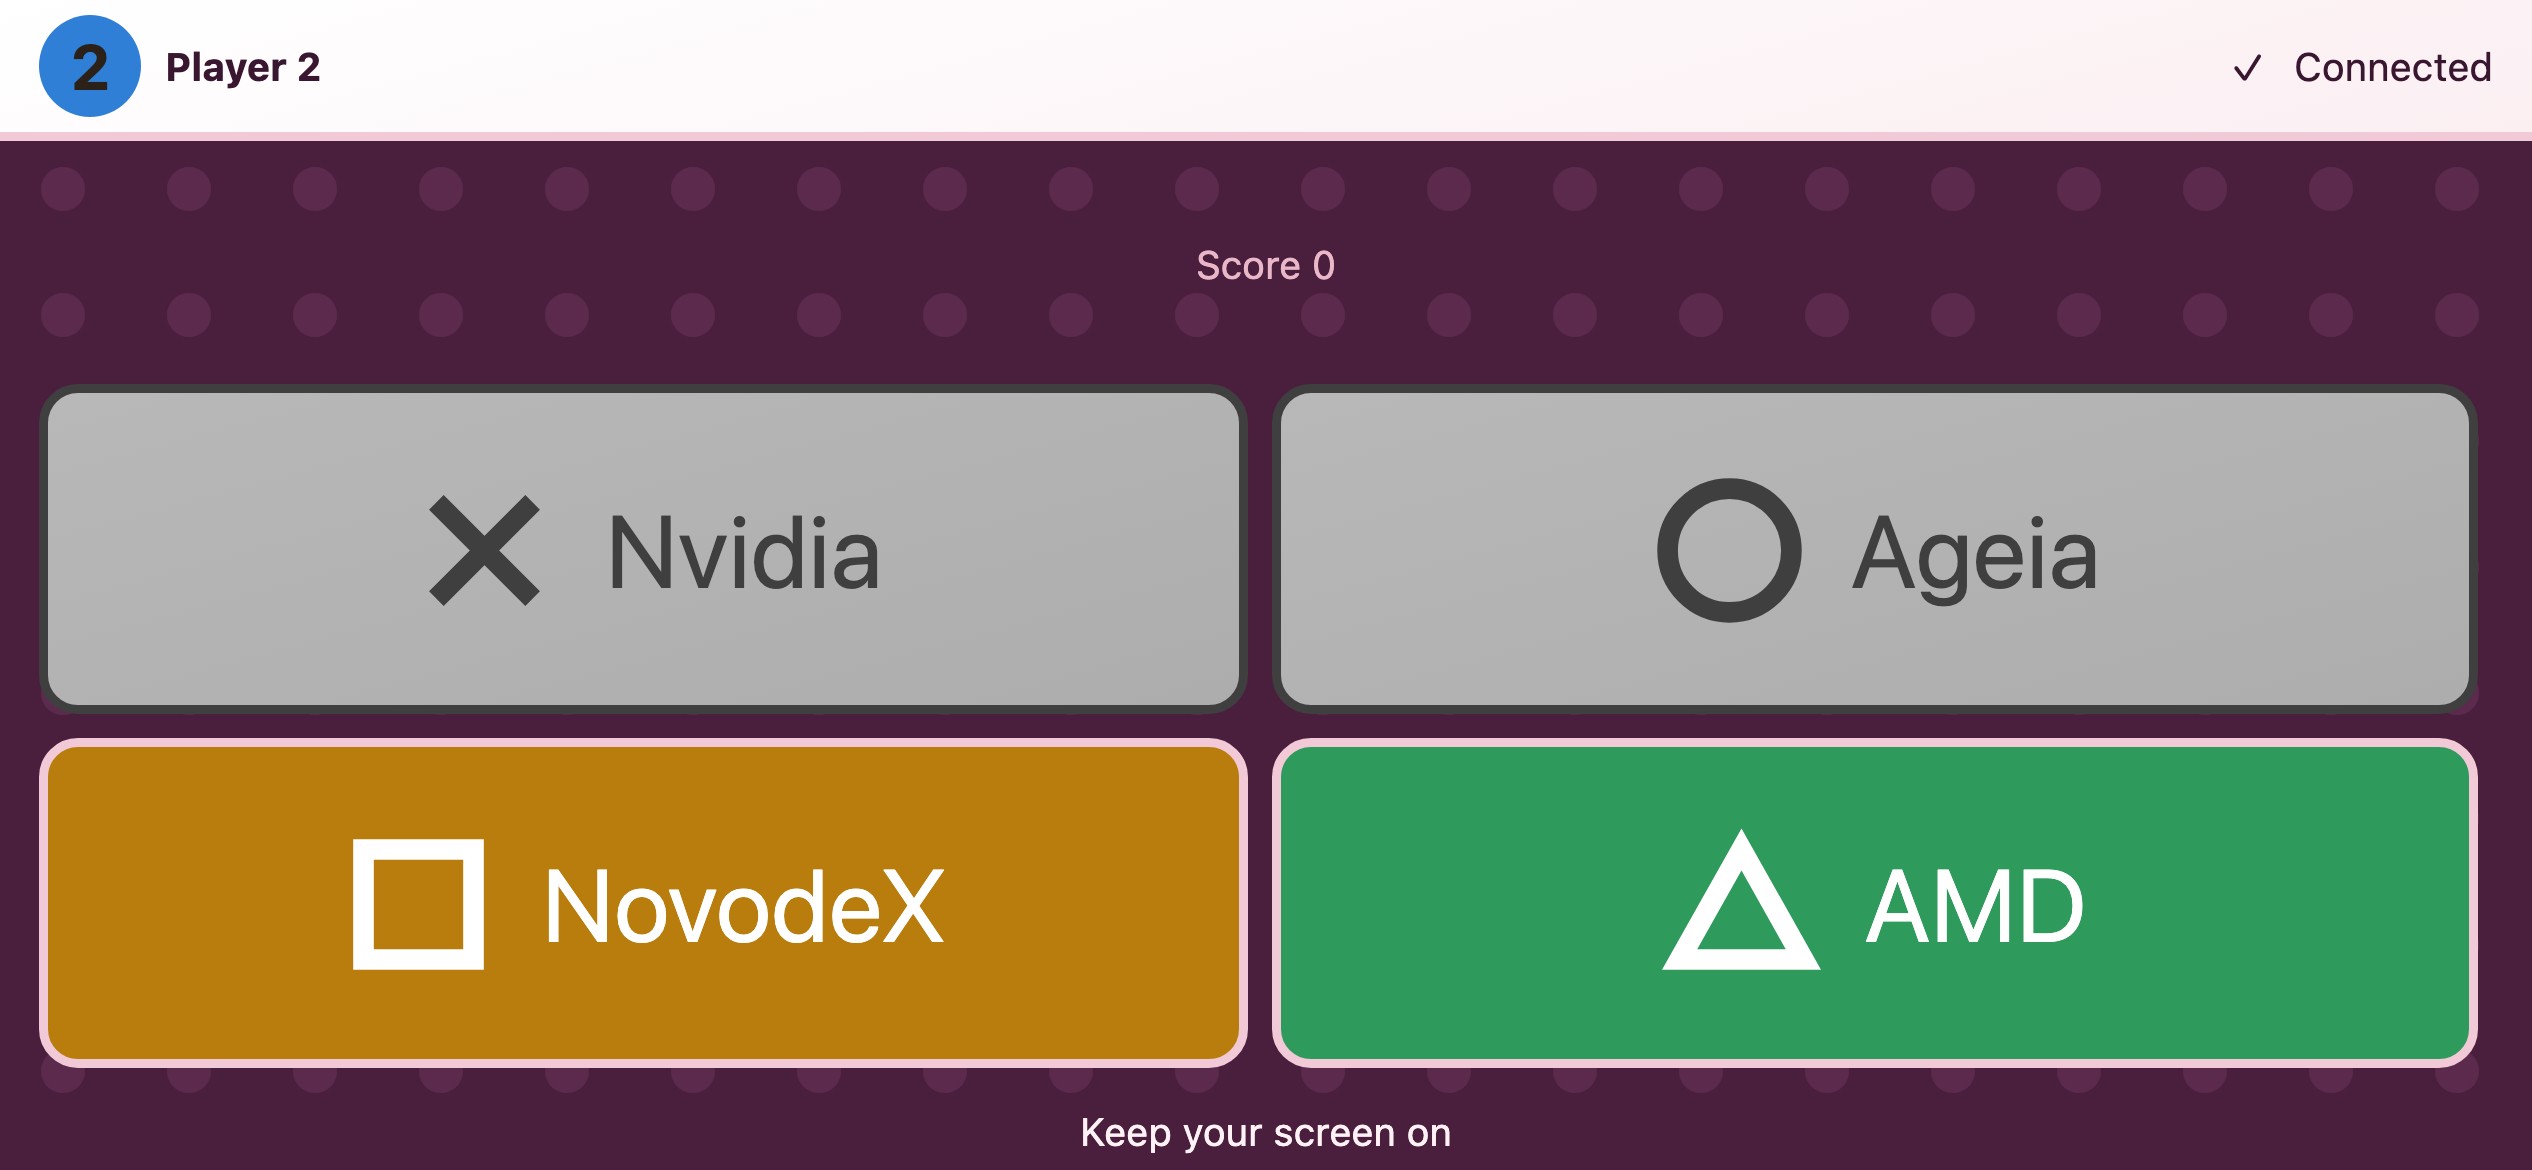 2 Player 2
✓ Connected
Score 0
Nvidia
Ageia
NovodeX
AMD
Keep your screen on